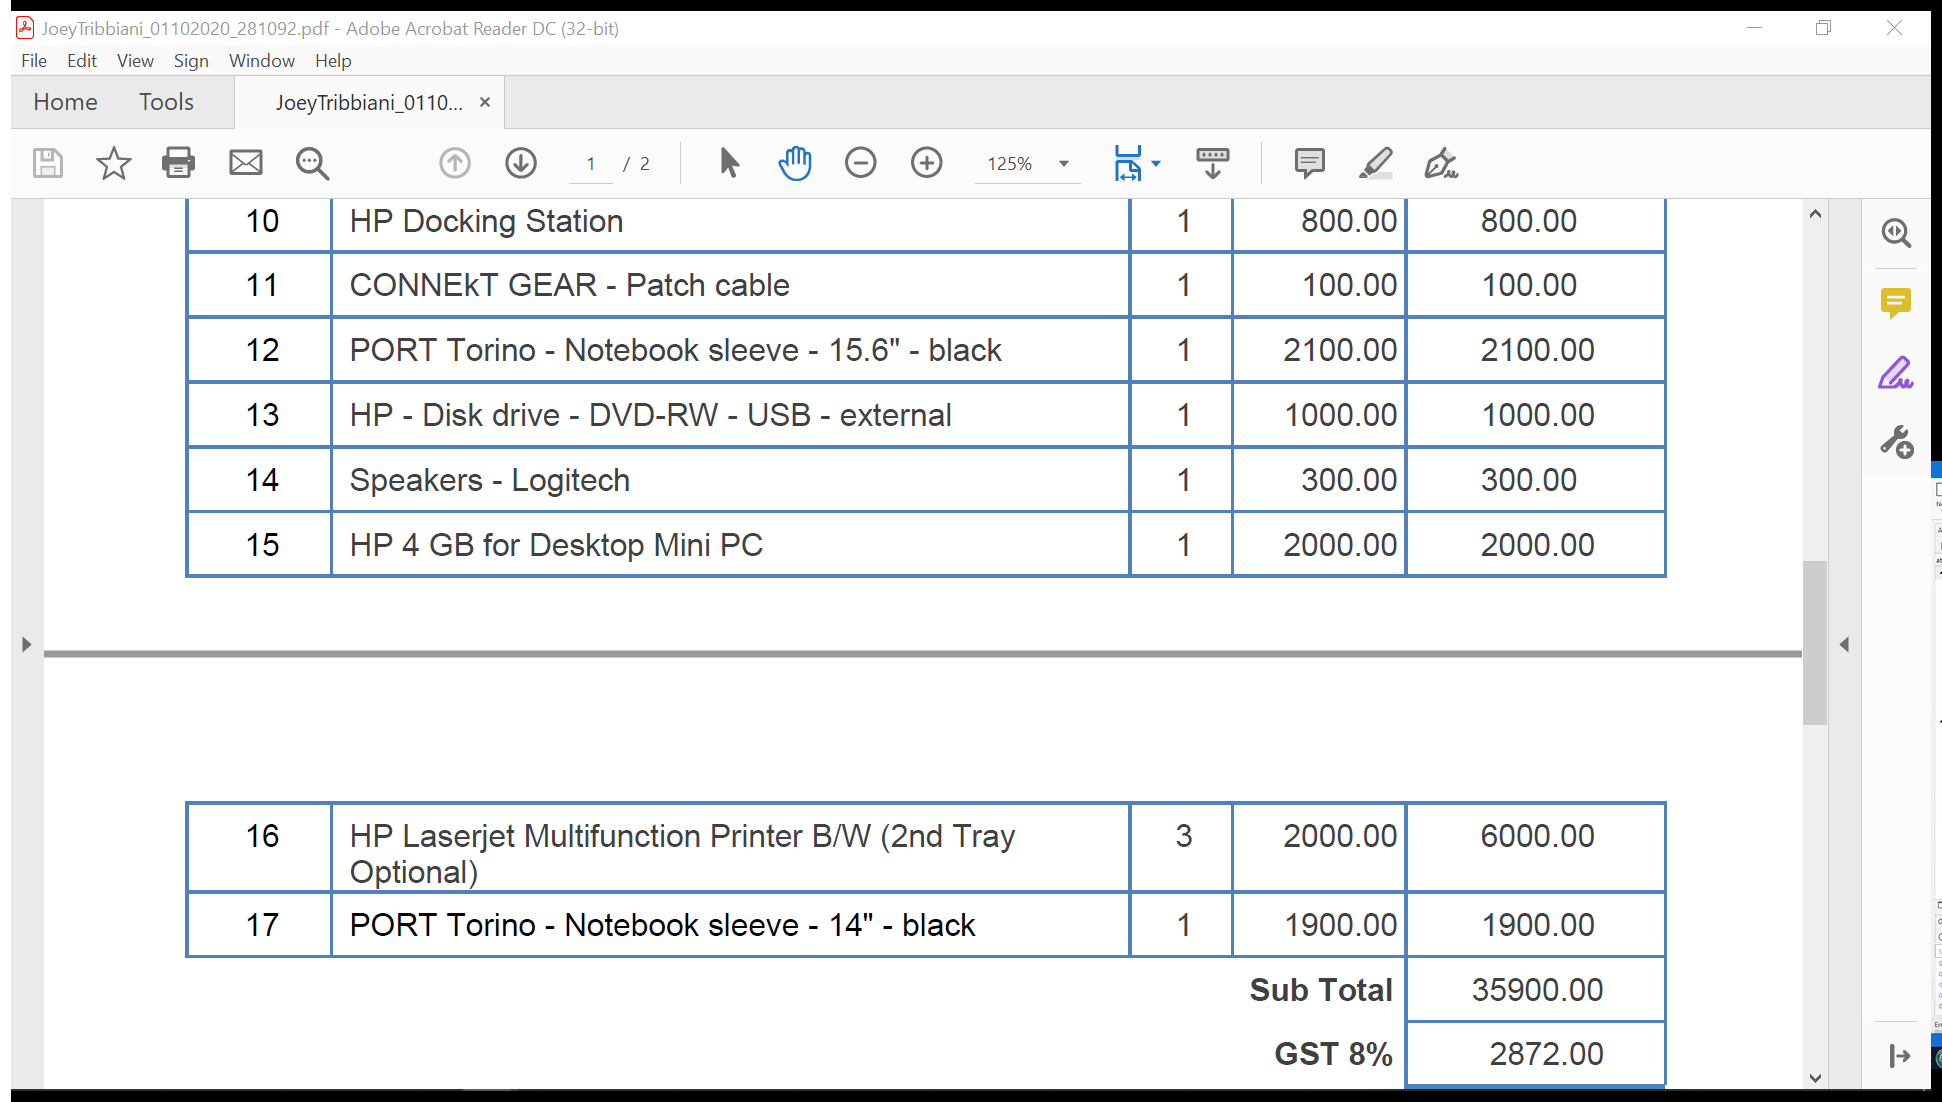 JoeyTribbiani_01102020_281092.pdf - Adobe Acrobat Reader DC (32-bit)
File Edit View Sign Window Help
Home Tools JoeyTribbiani_0110... ×
1 / 2 125%
10 HP Docking Station 1 800.00 800.00
11 CONNEkT GEAR - Patch cable 1 100.00 100.00
12 PORT Torino - Notebook sleeve - 15.6" - black 1 2100.00 2100.00
13 HP - Disk drive - DVD-RW - USB - external 1 1000.00 1000.00
14 Speakers - Logitech 1 300.00 300.00
15 HP 4 GB for Desktop Mini PC 1 2000.00 2000.00
16 HP Laserjet Multifunction Printer B/W (2nd Tray 3 2000.00 6000.00
Optional)
17 PORT Torino - Notebook sleeve - 14" - black 1 1900.00 1900.00
Sub Total 35900.00
GST 8% 2872.00